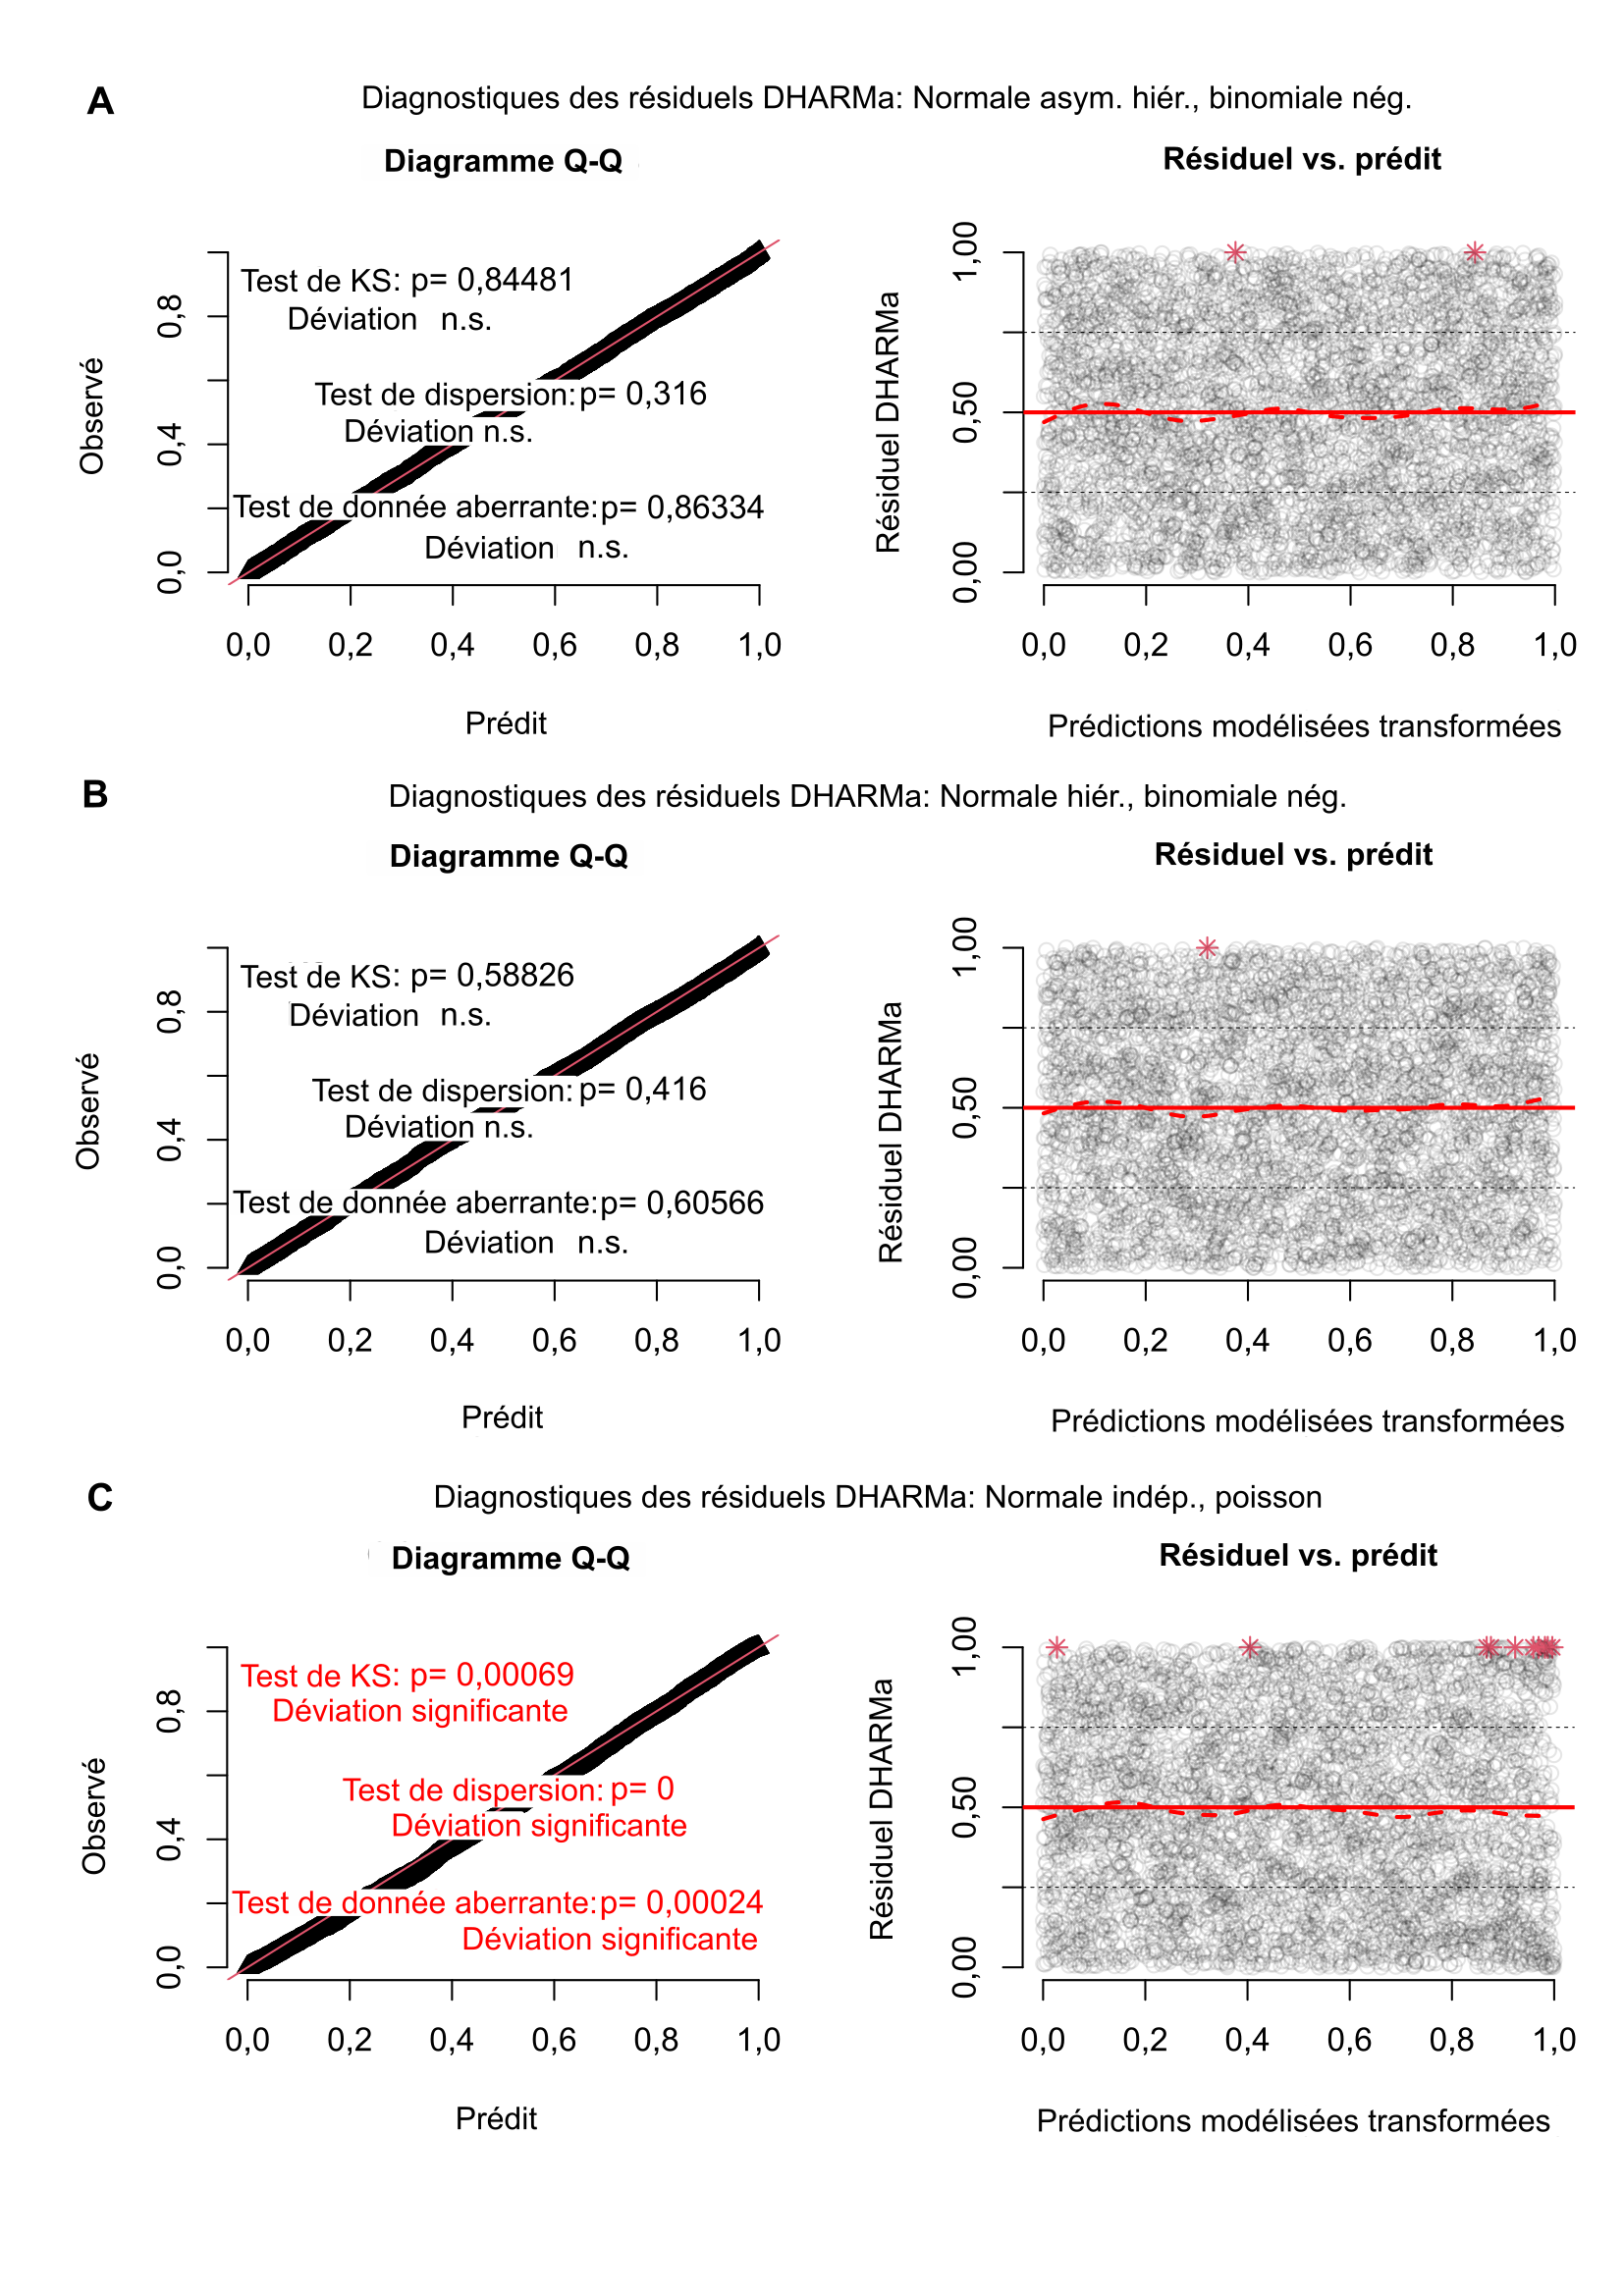 A
Diagnostiques des résiduels DHARMa: Normale asym. hiér., binomiale nég.
Diagramme Q-Q
Résiduel vs. prédit
Test de KS: p= 0,84481
Déviation n.s.
Test de dispersion: p= 0,316
Déviation n.s.
Test de donnée aberrante: p= 0,86334
Déviation n.s.
Observé
0,0 0,4 0,8
0,0 0,2 0,4 0,6 0,8 1,0
Prédit
Résiduel DHARMa
0,00 0,50 1,00
0,0 0,2 0,4 0,6 0,8 1,0
Prédictions modélisées transformées
B
Diagnostiques des résiduels DHARMa: Normale hiér., binomiale nég.
Diagramme Q-Q
Résiduel vs. prédit
Test de KS: p= 0,58826
Déviation n.s.
Test de dispersion: p= 0,416
Déviation n.s.
Test de donnée aberrante: p= 0,60566
Déviation n.s.
Observé
0,0 0,4 0,8
0,0 0,2 0,4 0,6 0,8 1,0
Prédit
Résiduel DHARMa
0,00 0,50 1,00
0,0 0,2 0,4 0,6 0,8 1,0
Prédictions modélisées transformées
C
Diagnostiques des résiduels DHARMa: Normale indép., poisson
Diagramme Q-Q
Résiduel vs. prédit
Test de KS: p= 0,00069
Déviation significante
Test de dispersion: p= 0
Déviation significante
Test de donnée aberrante: p= 0,00024
Déviation significante
Observé
0,0 0,4 0,8
0,0 0,2 0,4 0,6 0,8 1,0
Prédit
Résiduel DHARMa
0,00 0,50 1,00
0,0 0,2 0,4 0,6 0,8 1,0
Prédictions modélisées transformées